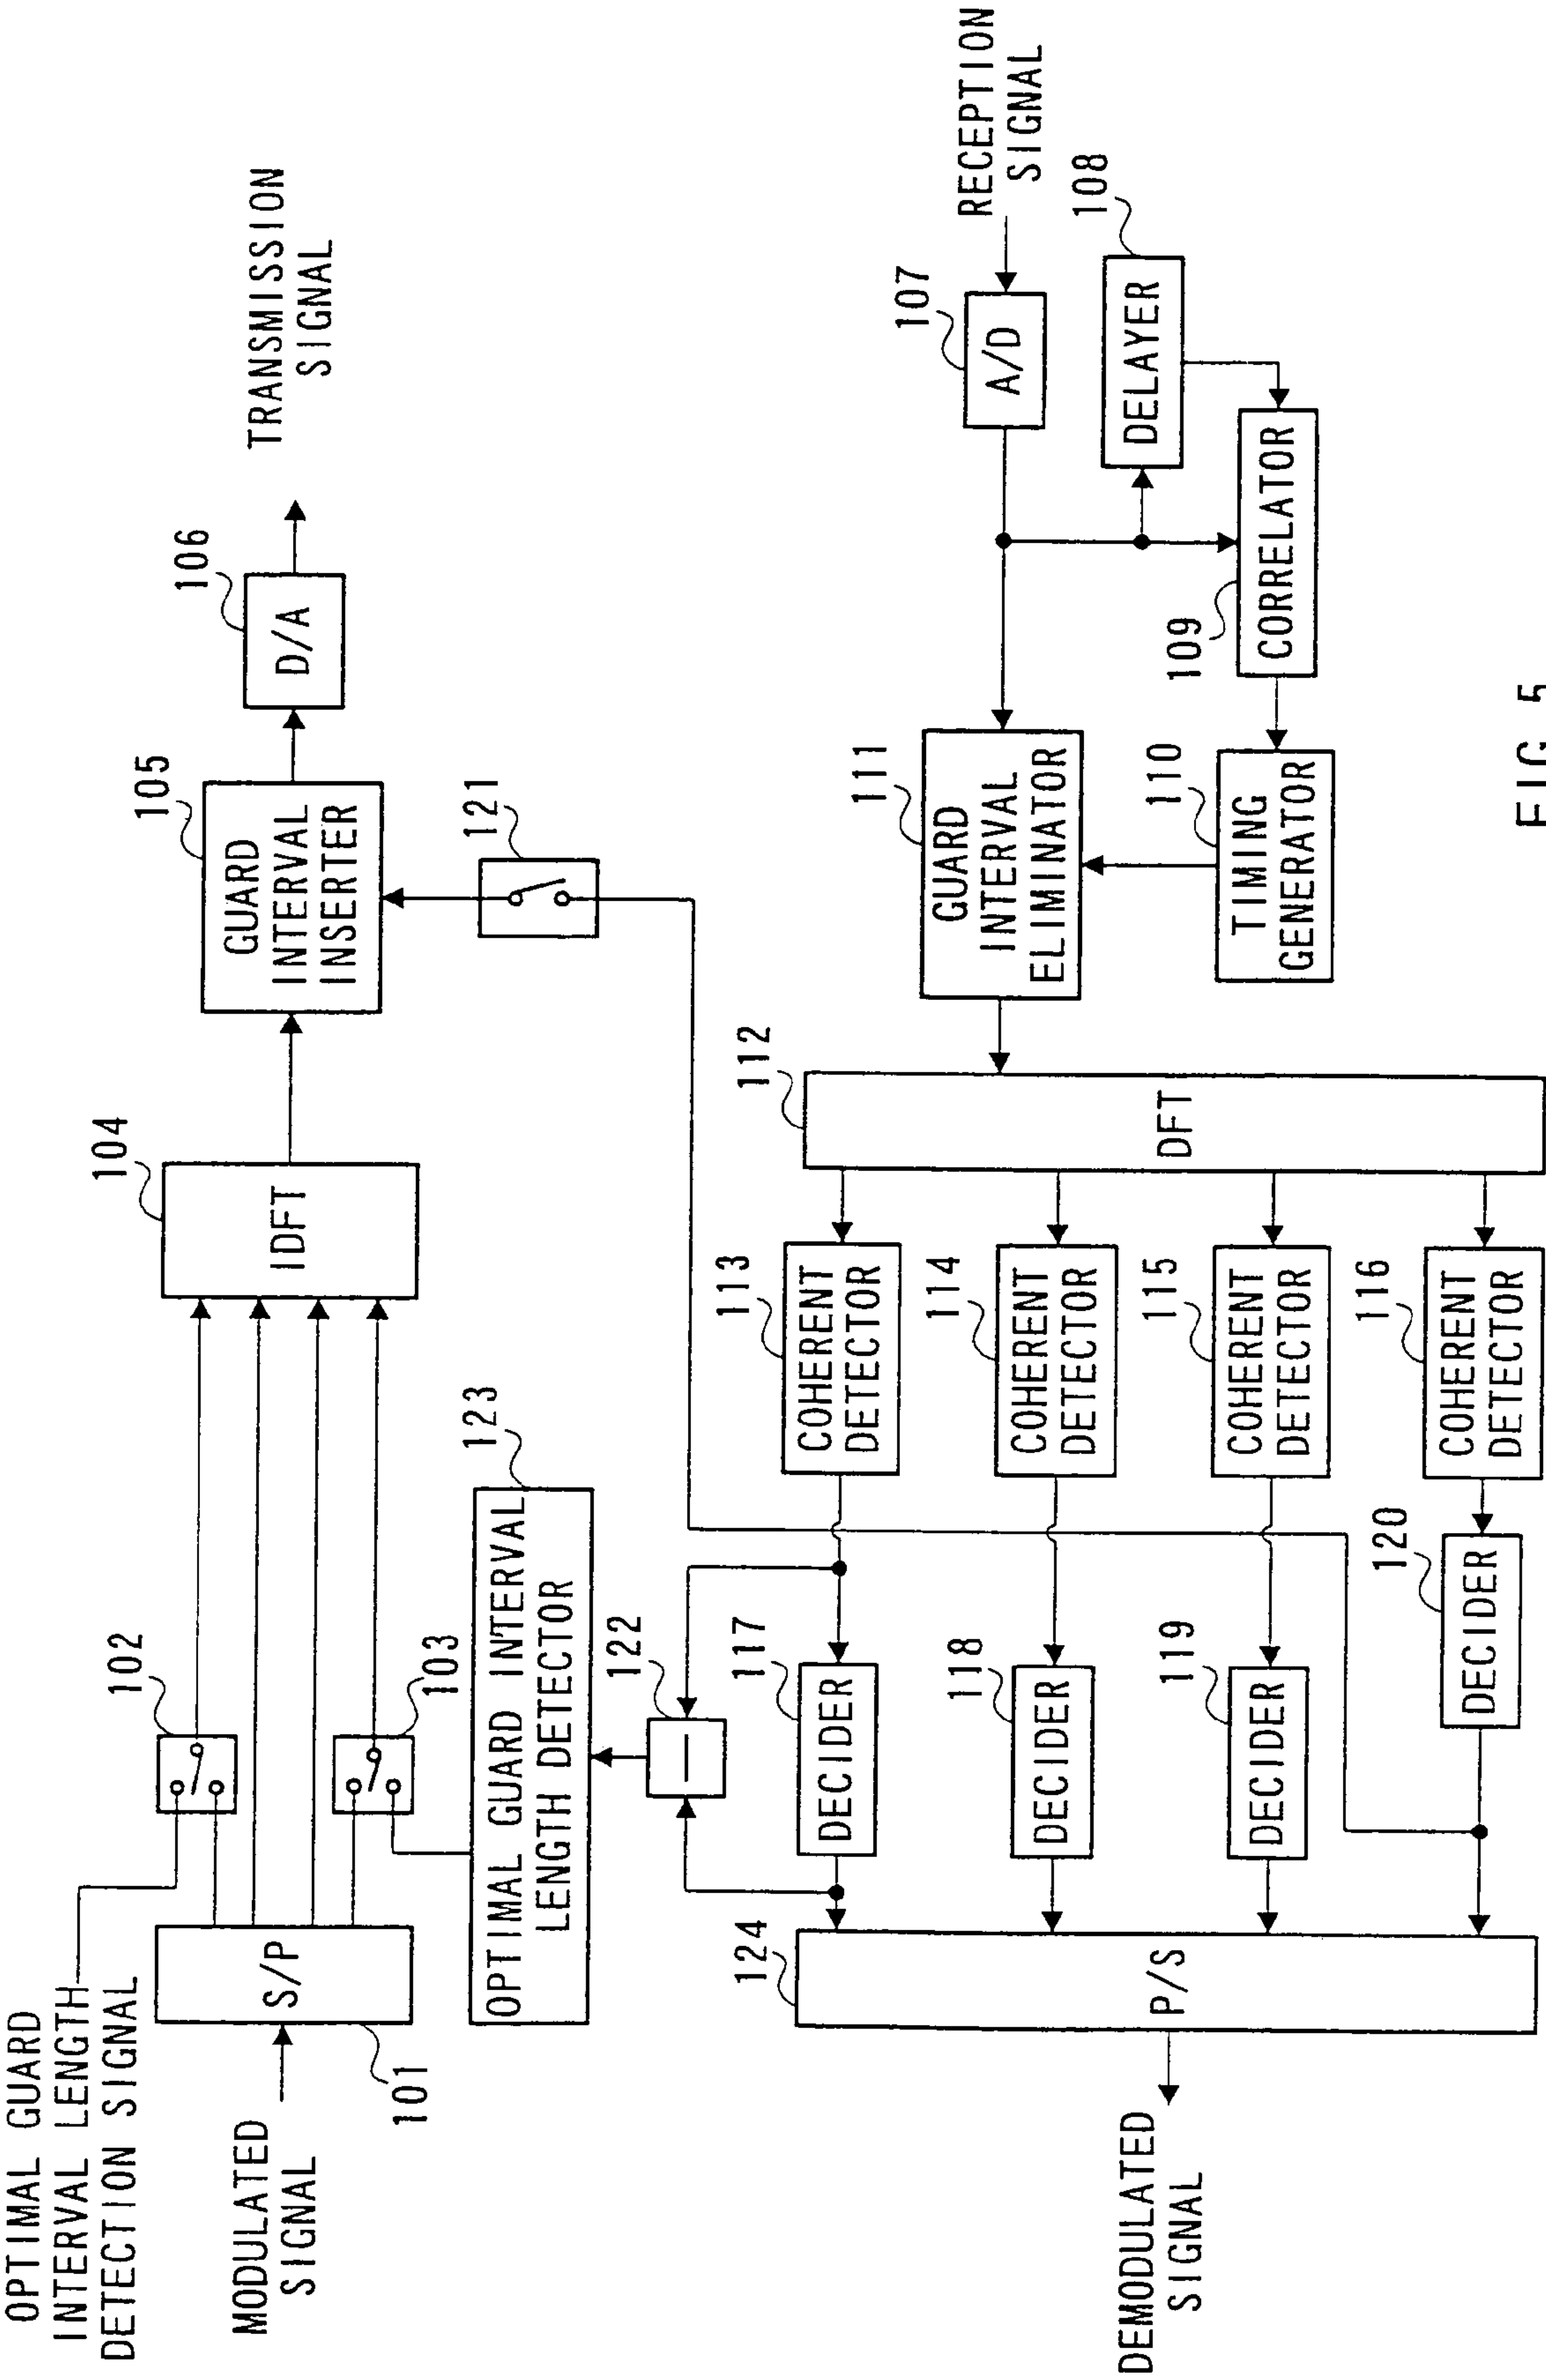 OPTIMAL GUARD
INTERVAL LENGTH
DETECTION SIGNAL
MODULATED
SIGNAL
101
S/P
102
103
104
IDFT
105
GUARD
INTERVAL
INSERTER
106
D/A
TRANSMISSION
SIGNAL
121
123
OPTIMAL GUARD INTERVAL
LENGTH DETECTOR
122
RECEPTION
SIGNAL
107
A/D
108
DELAYER
109
CORRELATOR
110
TIMING
GENERATOR
111
GUARD
INTERVAL
ELIMINATOR
112
DFT
113
COHERENT
DETECTOR
114
COHERENT
DETECTOR
115
COHERENT
DETECTOR
116
COHERENT
DETECTOR
117
DECIDER
118
DECIDER
119
DECIDER
120
DECIDER
124
P/S
DEMODULATED
SIGNAL
FIG. 5